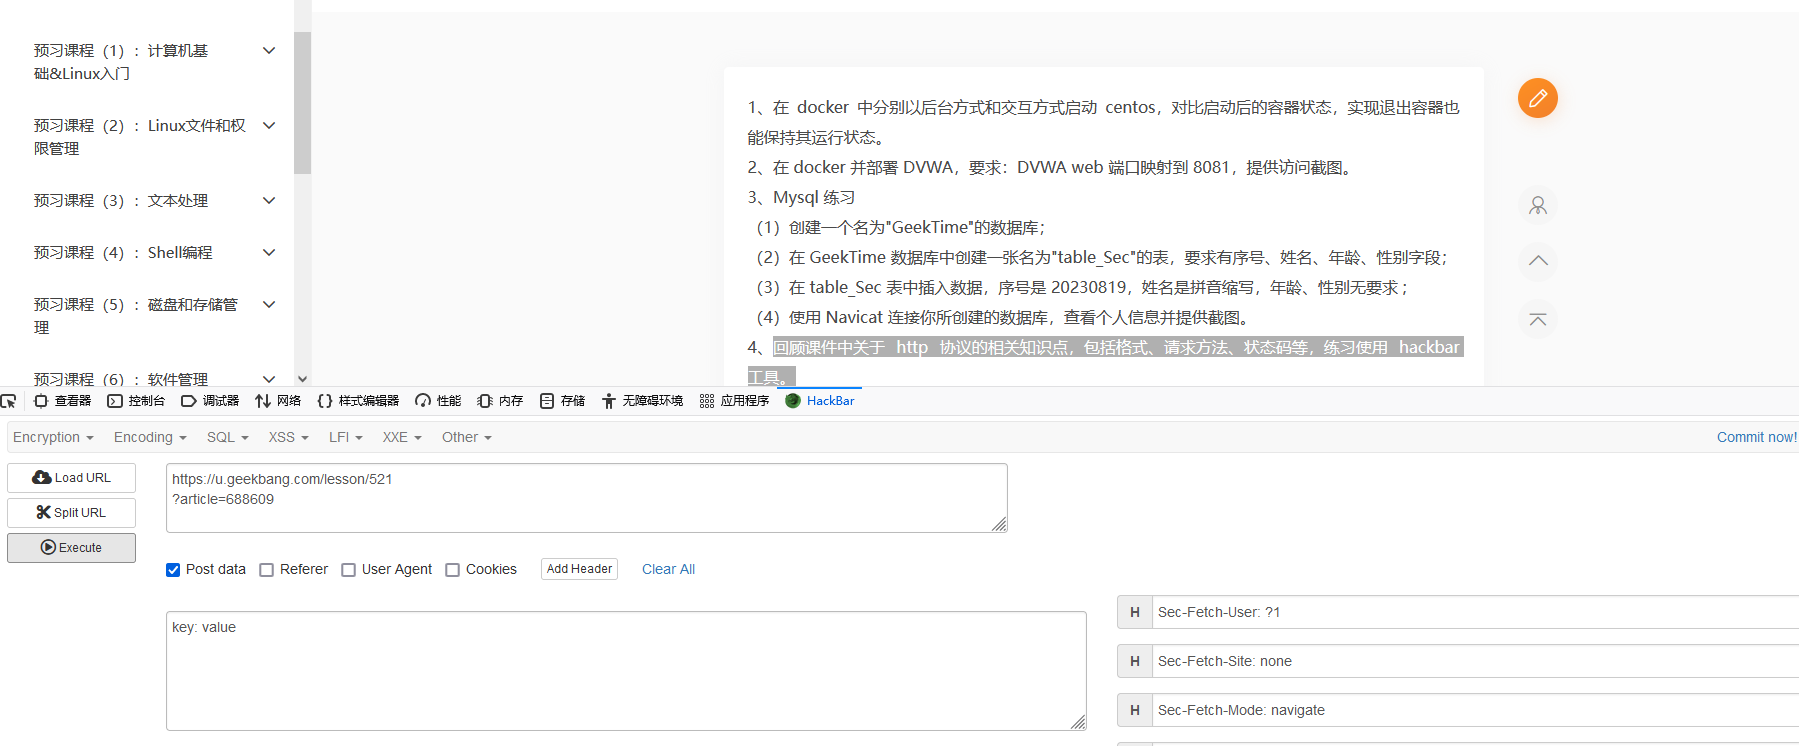 预习课程（1）：计算机基
础&Linux入门
预习课程（2）：Linux文件和权
限管理
预习课程（3）：文本处理
预习课程（4）：Shell编程
预习课程（5）：磁盘和存储管
理
预习课程（6）：软件管理
1、在 docker 中分别以后台方式和交互方式启动 centos，对比启动后的容器状态，实现退出容器也
能保持其运行状态。
2、在 docker 并部署 DVWA，要求：DVWA web 端口映射到 8081，提供访问截图。
3、Mysql 练习
（1）创建一个名为"GeekTime"的数据库；
（2）在 GeekTime 数据库中创建一张名为"table_Sec"的表，要求有序号、姓名、年龄、性别字段；
（3）在 table_Sec 表中插入数据，序号是 20230819，姓名是拼音缩写，年龄、性别无要求；
（4）使用 Navicat 连接你所创建的数据库，查看个人信息并提供截图。
4、回顾课件中关于 http 协议的相关知识点，包括格式、请求方法、状态码等，练习使用 hackbar
工具。
查看器 控制台 调试器 网络 样式编辑器 性能 内存 存储 无障碍环境 应用程序 HackBar
Encryption Encoding SQL XSS LFI XXE Other Commit now!
Load URL
Split URL
Execute
https://u.geekbang.com/lesson/521
?article=688609
Post data Referer User Agent Cookies Add Header Clear All
key: value
H Sec-Fetch-User: ?1
H Sec-Fetch-Site: none
H Sec-Fetch-Mode: navigate